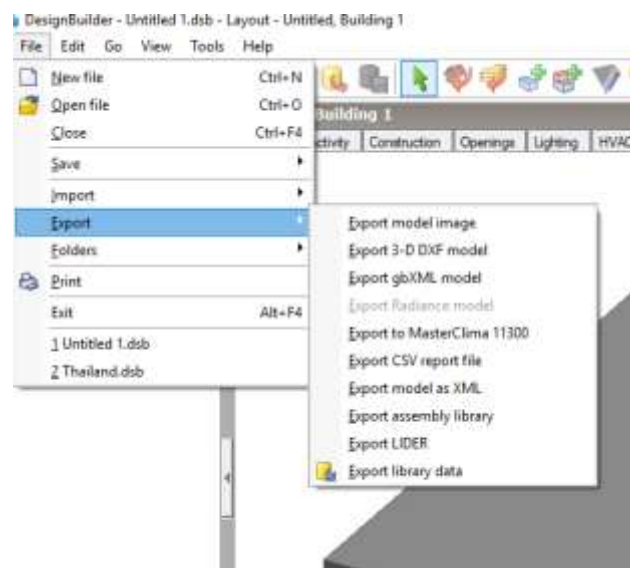 DesignBuilder - Untitled 1.dsb - Layout - Untitled, Building 1
File Edit Go View Tools Help
New file Ctrl+N
Open file Ctrl+O
Close Ctrl+F4
Save
Import
Export
Folders
Print
Exit Alt+F4
1 Untitled 1.dsb
2 Thailand.dsb
Building 1
ctivity Construction Openings Lighting HVAC
Export model image
Export 3-D DXF model
Export gbXML model
Export Radiance model
Export to MasterClima 11300
Export CSV report file
Export model as XML
Export assembly library
Export LIDER
Export library data